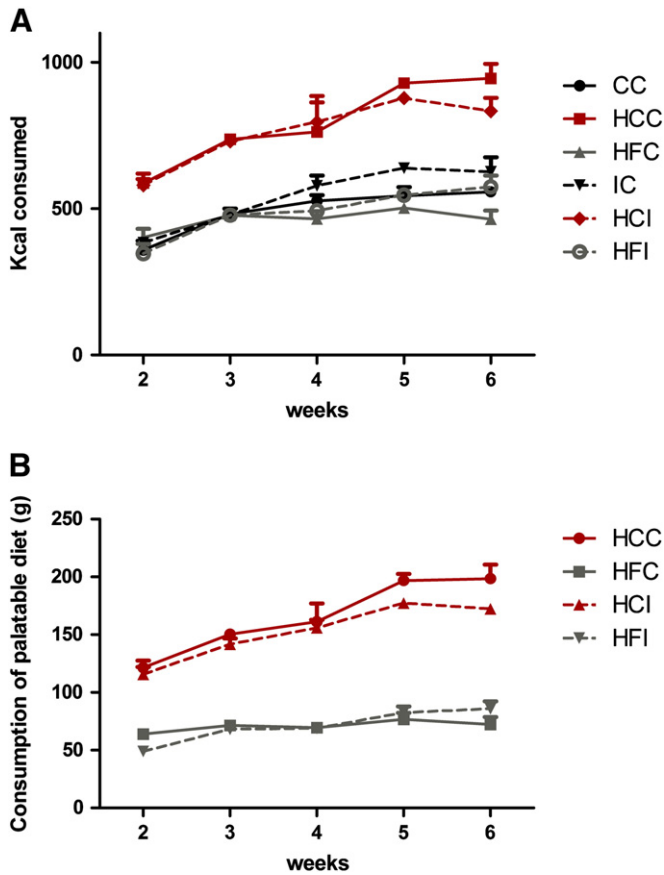 A
Kcal consumed
1000
500
0
2 3 4 5 6
weeks
CC
HCC
HFC
IC
HCI
HFI
B
Consumption of palatable diet (g)
250
200
150
100
50
0
2 3 4 5 6
weeks
HCC
HFC
HCI
HFI